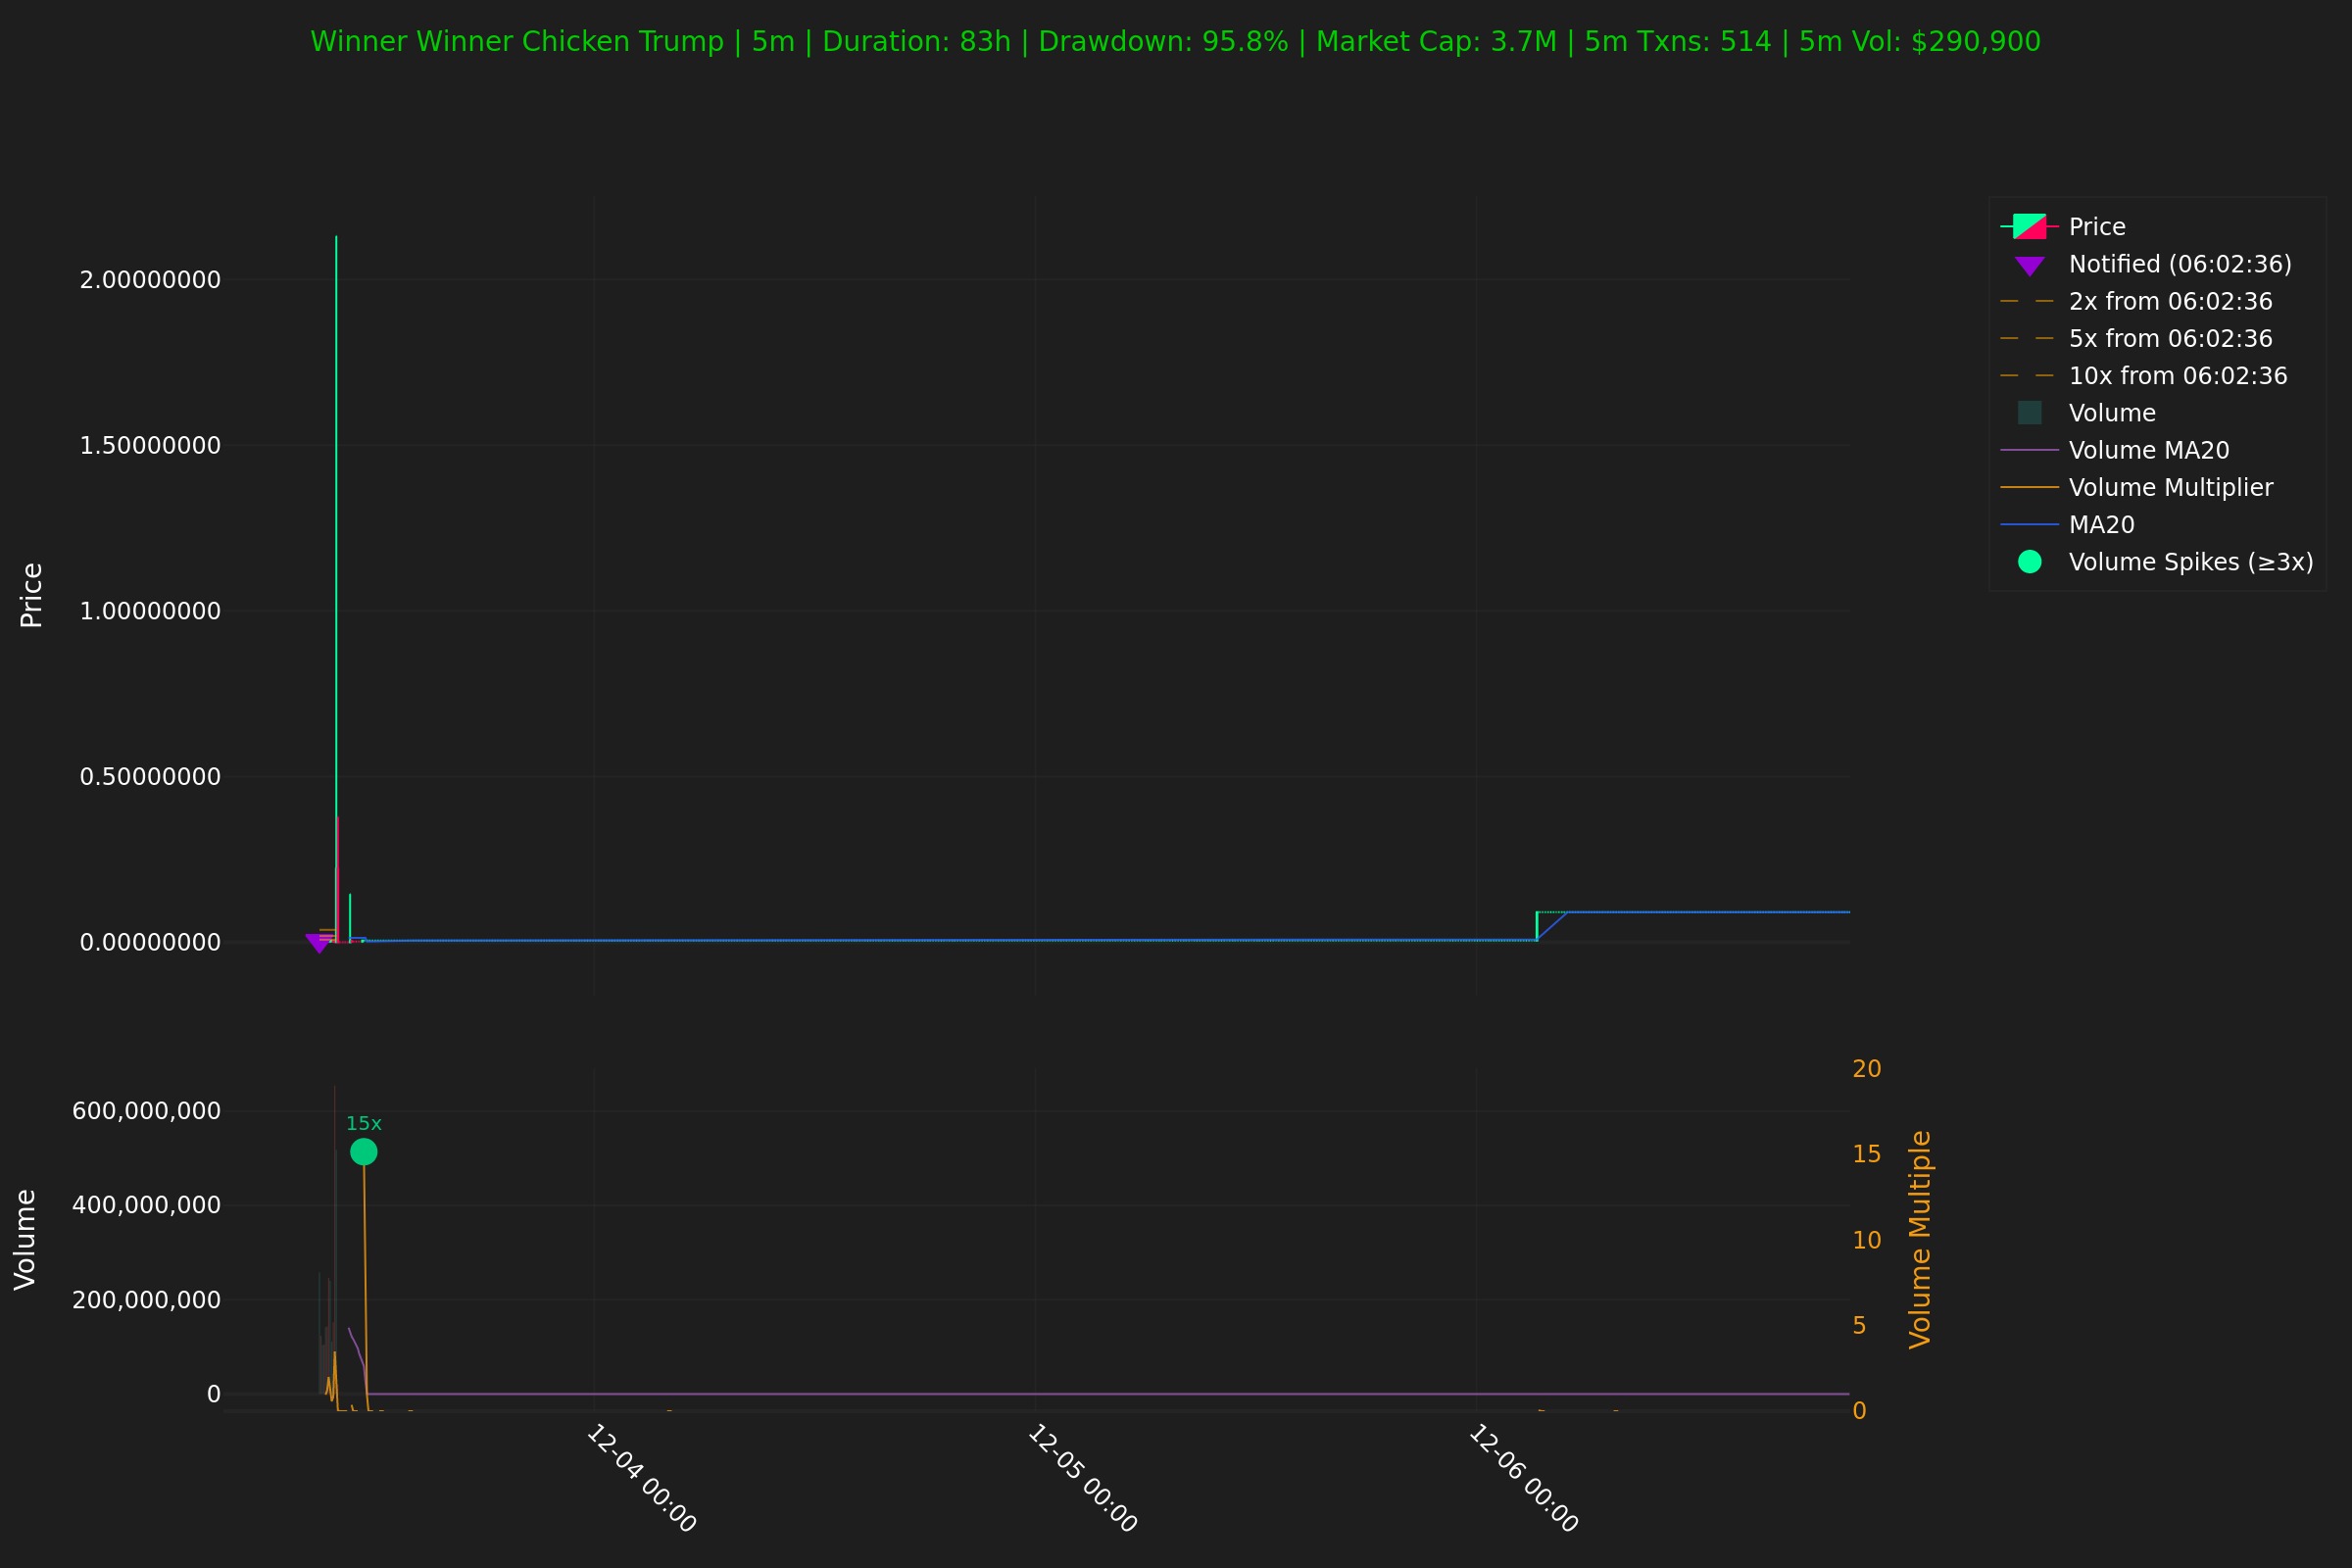 Winner Winner Chicken Trump | 5m | Duration: 83h | Drawdown: 95.8% | Market Cap: 3.7M | 5m Txns: 514 | 5m Vol: $290,900
Price
2.00000000
1.50000000
1.00000000
0.50000000
0.00000000
Price
Notified (06:02:36)
2x from 06:02:36
5x from 06:02:36
10x from 06:02:36
Volume
Volume MA20
Volume Multiplier
MA20
Volume Spikes (≥3x)
Volume
600,000,000
400,000,000
200,000,000
0
15x
20
15
10
5
0
Volume Multiple
12-04 00:00
12-05 00:00
12-06 00:00